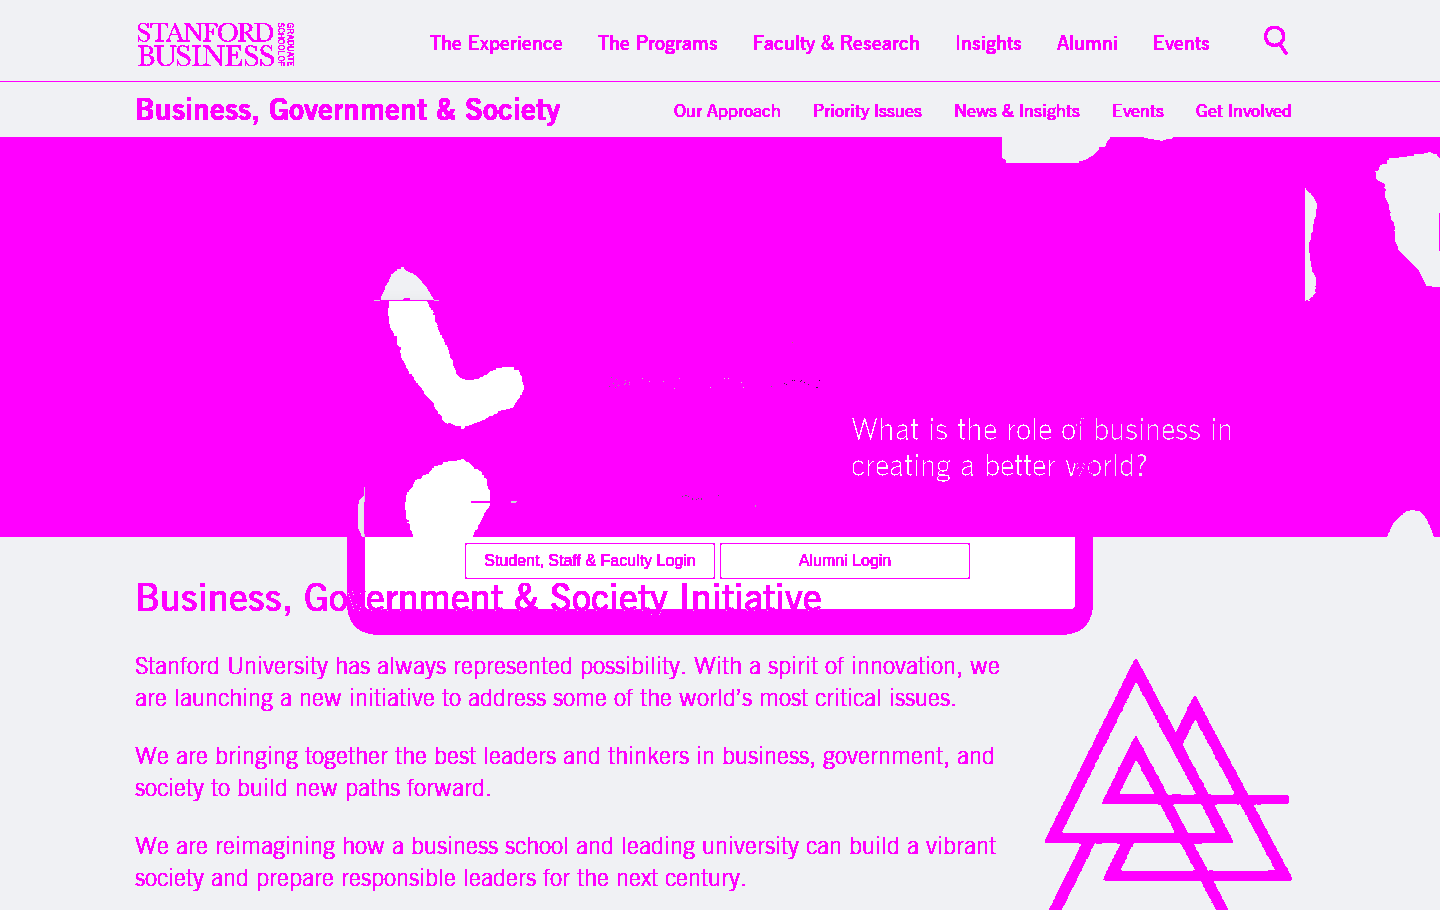 STANFORD
BUSINESS
GRADUATE
SCHOOL OF
The Experience
The Programs
Faculty & Research
Insights
Alumni
Events
Business, Government & Society
Our Approach
Priority Issues
News & Insights
Events
Get Involved
What is the role of business in
creating a better world?
Student, Staff & Faculty Login
Alumni Login
Business, Government & Society Initiative
Stanford University has always represented possibility. With a spirit of innovation, we
are launching a new initiative to address some of the world’s most critical issues.
We are bringing together the best leaders and thinkers in business, government, and
society to build new paths forward.
We are reimagining how a business school and leading university can build a vibrant
society and prepare responsible leaders for the next century.